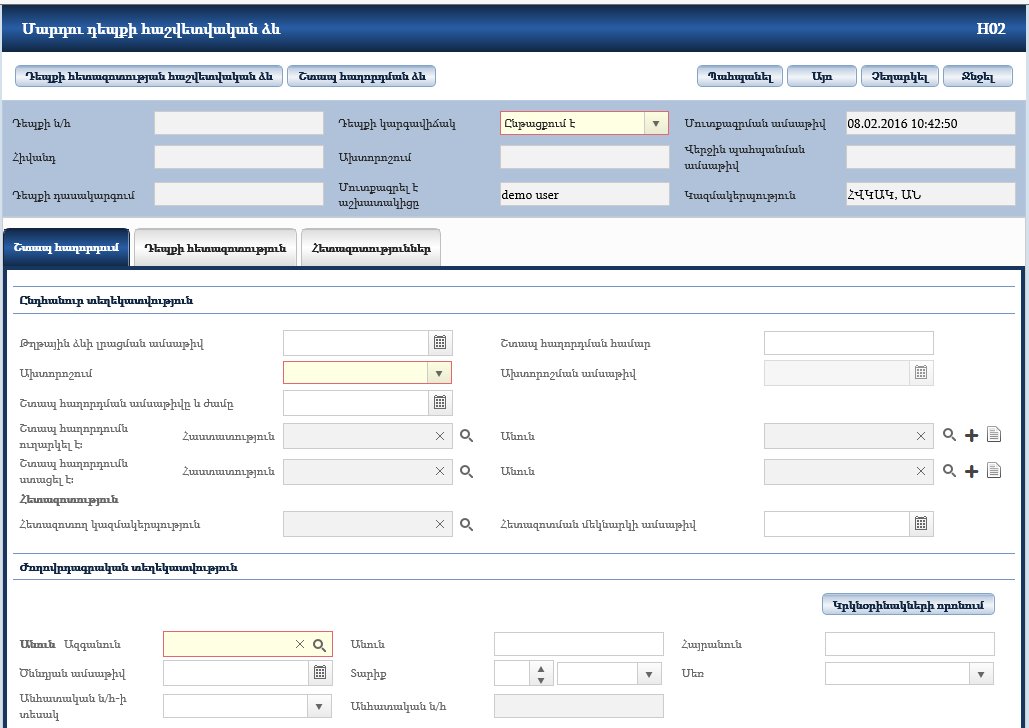 Մարդու դեպքի հաշվետվական ձև H02
Դեպքի հետազոտության հաշվետվական ձև Շտապ հաղորդման ձև Պահպանել Այո Չեղարկել Ջնջել
Դեպքի ն/հ Դեպքի կարգավիճակ Ընթացքում է Մուտքագրման ամսաթիվ 08.02.2016 10:42:50
Հիվանդ Ախտորոշում Վերջին պահպանման
ամսաթիվ
Դեպքի դասակարգում Մուտքագրել է
աշխատակիցը demo user Կազմակերպություն ՀՎԿԱԿ, ԱՆ
Շտապ հաղորդում Դեպքի հետազոտություն Հետազոտություններ
Ընդհանուր տեղեկատվություն
Թղթային ձևի լրացման ամսաթիվ Շտապ հաղորդման համար
Ախտորոշում Ախտորոշման ամսաթիվ
Շտապ հաղորդման ամսաթիվը և ժամը
Շտապ հաղորդումն
ուղարկել է: Հաստատություն Անուն
Շտապ հաղորդումն
ստացել է: Հաստատություն Անուն
Հետազոտություն
Հետազոտող կազմակերպություն Հետազոտման մեկնարկի ամսաթիվ
Ժողովրդագրական տեղեկատվություն
Կրկնօրինակների որոնում
Անուն Ազգանուն Անուն Հայրանուն
Ծննդյան ամսաթիվ Տարիք Սեռ
Անհատական ն/հ-ի
տեսակ Անհատական ն/հ